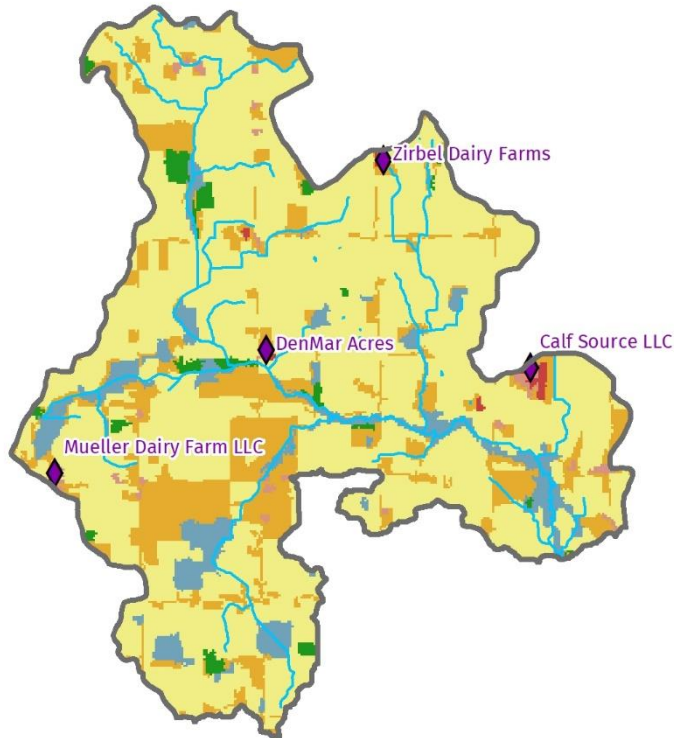 Zirbel Dairy Farms
DenMar Acres
Calf Source LLC
Mueller Dairy Farm LLC